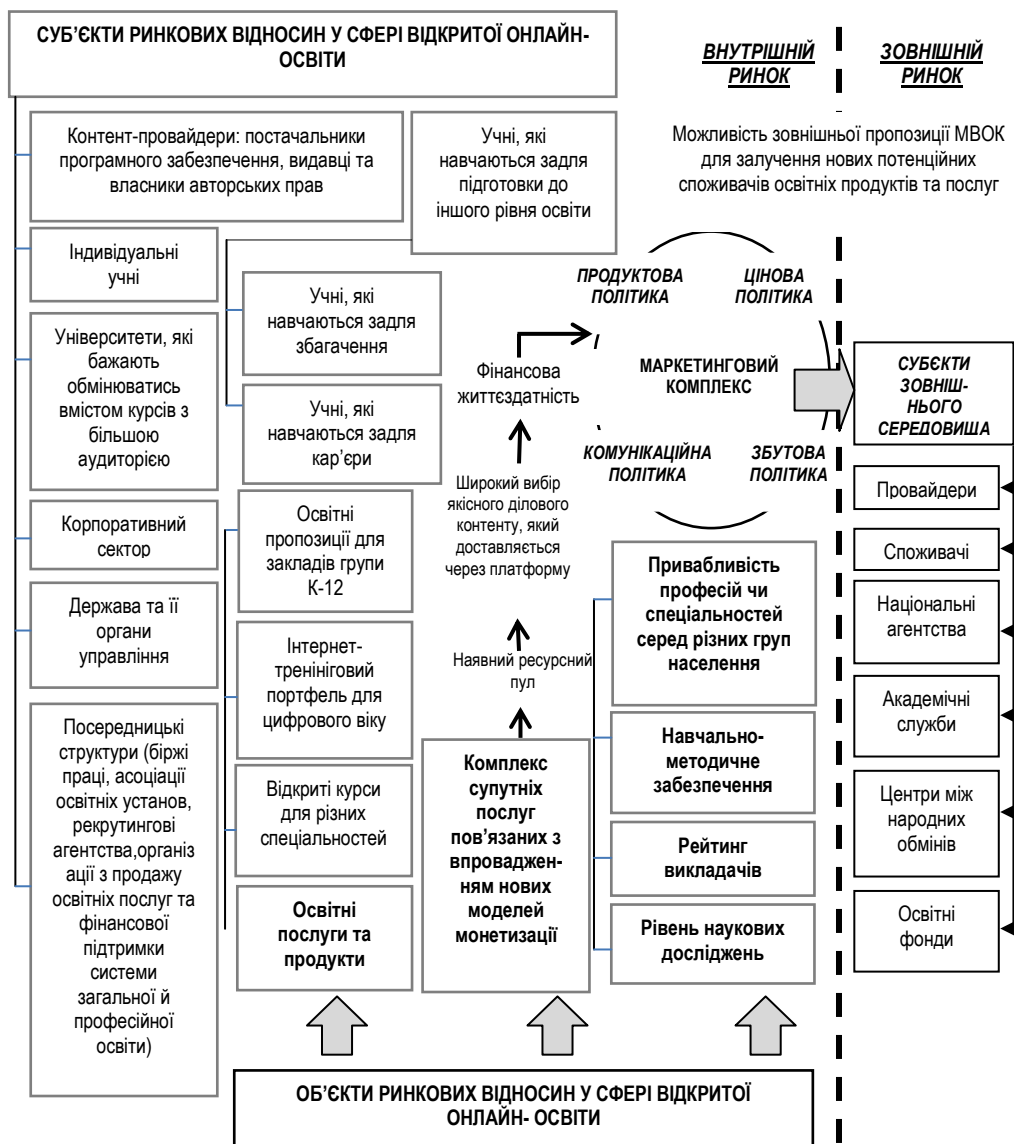 СУБ’ЄКТИ РИНКОВИХ ВІДНОСИН У СФЕРІ ВІДКРИТОЇ ОНЛАЙН-
ОСВІТИ
ВНУТРІШНІЙ
РИНОК
ЗОВНІШНІЙ
РИНОК
Контент-провайдери: постачальники
програмного забезпечення, видавці та
власники авторських прав
Учні, які
навчаються задля
підготовки до
іншого рівня освіти
Можливість зовнішньої пропозиції МВОК
для залучення нових потенційних
споживачів освітніх продуктів та послуг
Індивідуальні
учні
Університети, які
бажають
обмінюватись
вмістом курсів з
більшою
аудиторією
Корпоративний
сектор
Держава та її
органи
управління
Посередницькі
структури (біржі
праці, асоціації
освітніх установ,
рекрутингові
агентства,організ
ації з продажу
освітніх послуг та
фінансової
підтримки
системи
загальної й
професійної
освіти)
Учні, які
навчаються задля
збагачення
Учні, які
навчаються задля
кар’єри
Освітні
пропозиції для
закладів групи
К-12
Інтернет-
тренініговий
портфель для
цифрового віку
Відкриті курси
для різних
спеціальностей
Освітні
послуги та
продукти
Фінансова
життєздатність
Широкий вибір
якісного ділового
контенту, який
доставляється
через платформу
Наявний ресурсний
пул
Комплекс
супутніх
послуг
пов’язаних з
впроваджен-
ням нових
моделей
монетизації
ПРОДУКТОВА
ПОЛІТИКА
ЦІНОВА
ПОЛІТИКА
МАРКЕТИНГОВИЙ
КОМПЛЕКС
КОМУНІКАЦІЙНА
ПОЛІТИКА
ЗБУТОВА
ПОЛІТИКА
Привабливість
професій чи
спеціальностей
серед різних груп
населення
Навчально-
методичне
забезпечення
Рейтинг
викладачів
Рівень наукових
досліджень
СУБЄКТИ
ЗОВНІШ-
НЬОГО
СЕРЕДОВИЩА
Провайдери
Споживачі
Національні
агентства
Академічні
служби
Центри між
народних
обмінів
Освітні
фонди
ОБ’ЄКТИ РИНКОВИХ ВІДНОСИН У СФЕРІ ВІДКРИТОЇ
ОНЛАЙН- ОСВІТИ